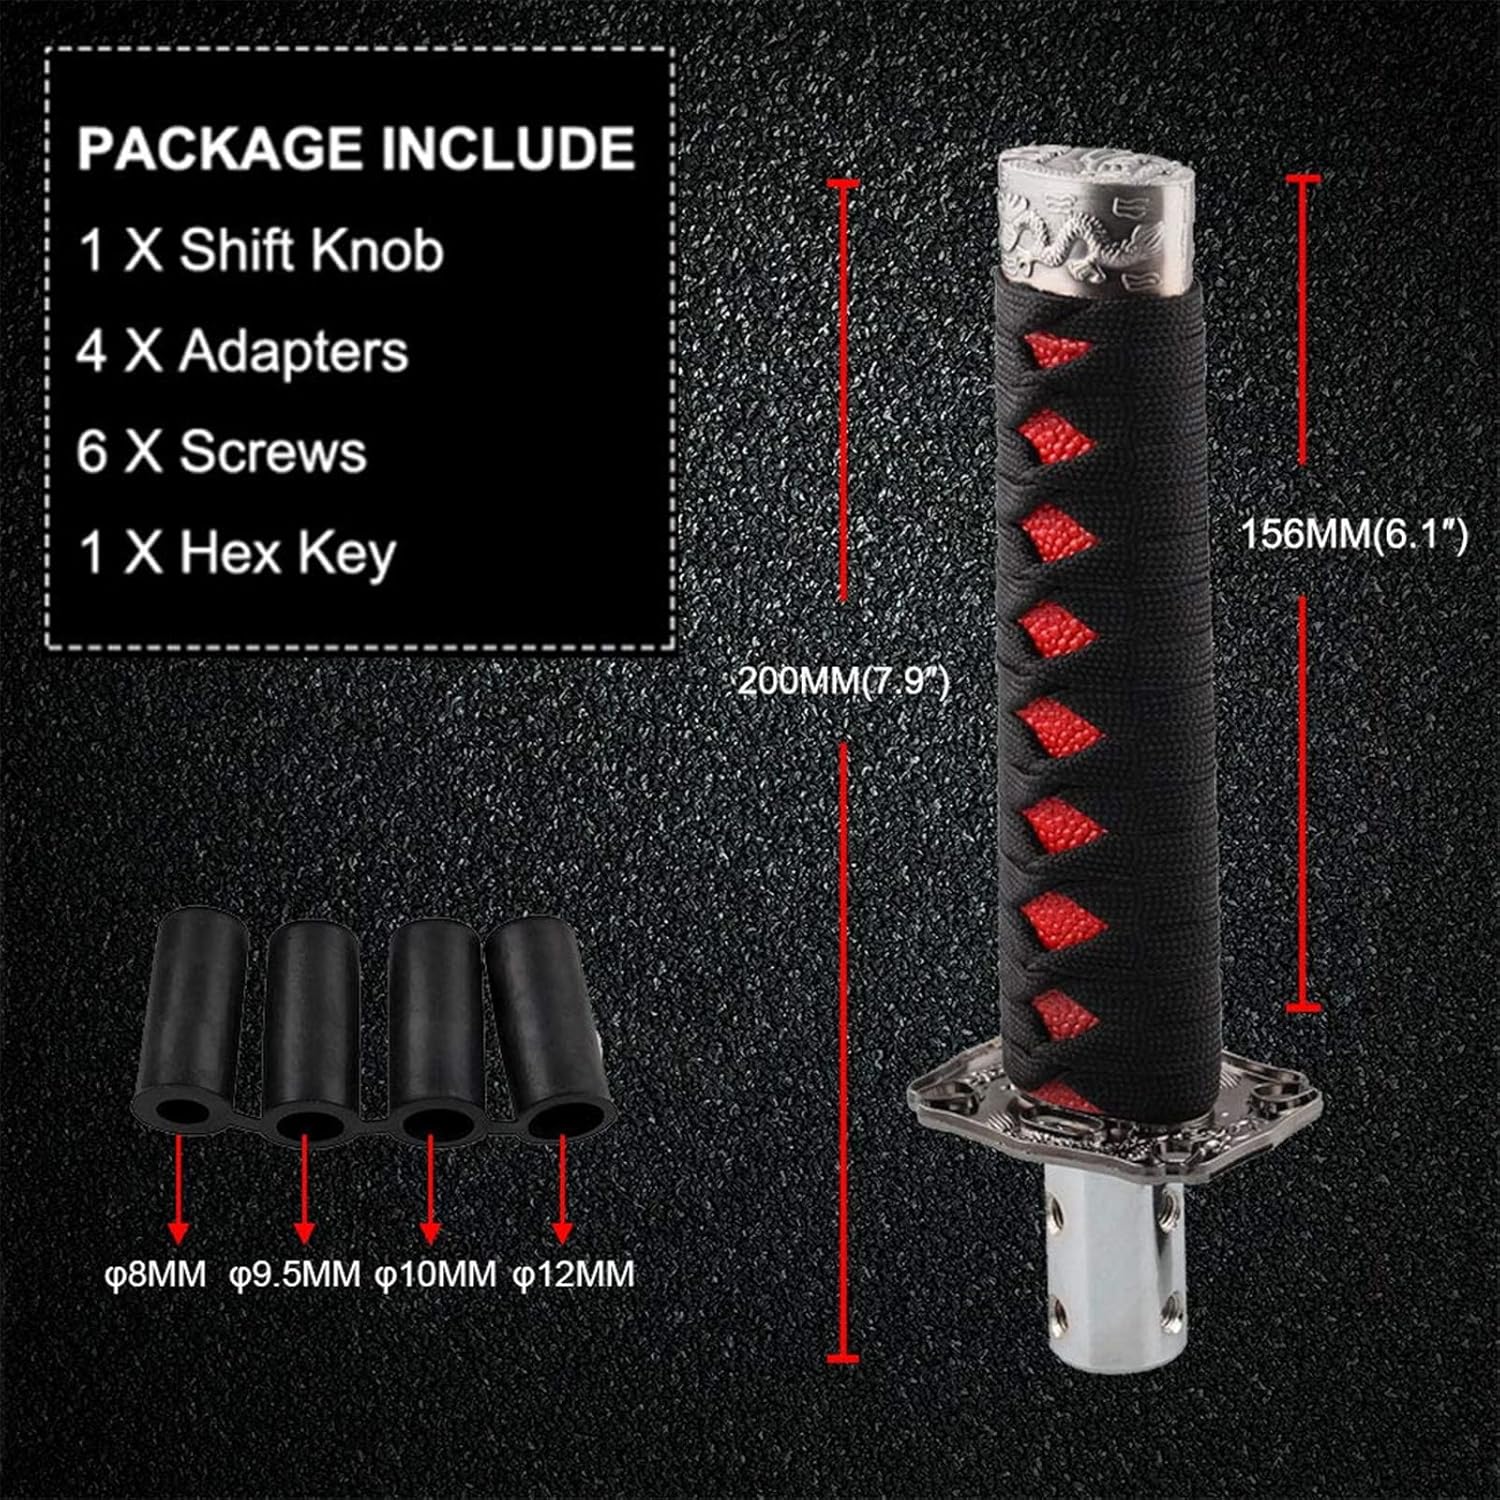 PACKAGE INCLUDE
1 X Shift Knob
4 X Adapters
6 X Screws
1 X Hex Key
156MM(6.1″)
200MM(7.9″)
φ8MM φ9.5MM φ10MM φ12MM